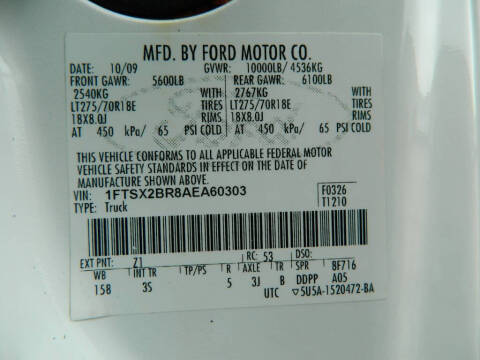 MFD. BY FORD MOTOR CO.
DATE: 10/09 GVWR: 10000LB/ 4536KG
FRONT GAWR: 5600LB REAR GAWR: 6100LB
2540KG WITH 2767KG WITH
LT275/70R18E TIRES LT275/70R18E TIRES
18X8.0J RIMS 18X8.0J RIMS
AT 450 kPa/ 65 PSI COLD AT 450 kPa/ 65 PSI COLD
THIS VEHICLE CONFORMS TO ALL APPLICABLE FEDERAL MOTOR
VEHICLE SAFETY STANDARDS IN EFFECT ON THE DATE OF
MANUFACTURE SHOWN ABOVE.
VIN: 1FTSX2BR8AEA60303 F0326
TYPE: Truck T1210
EXT PNT: Z1 RC: 53 DSO:
WB INT TR TP/PS R AXLE TR SPR 8F716
158 3S 5 3J B DDPP A05
UTC ▽5U5A-1520472-BA